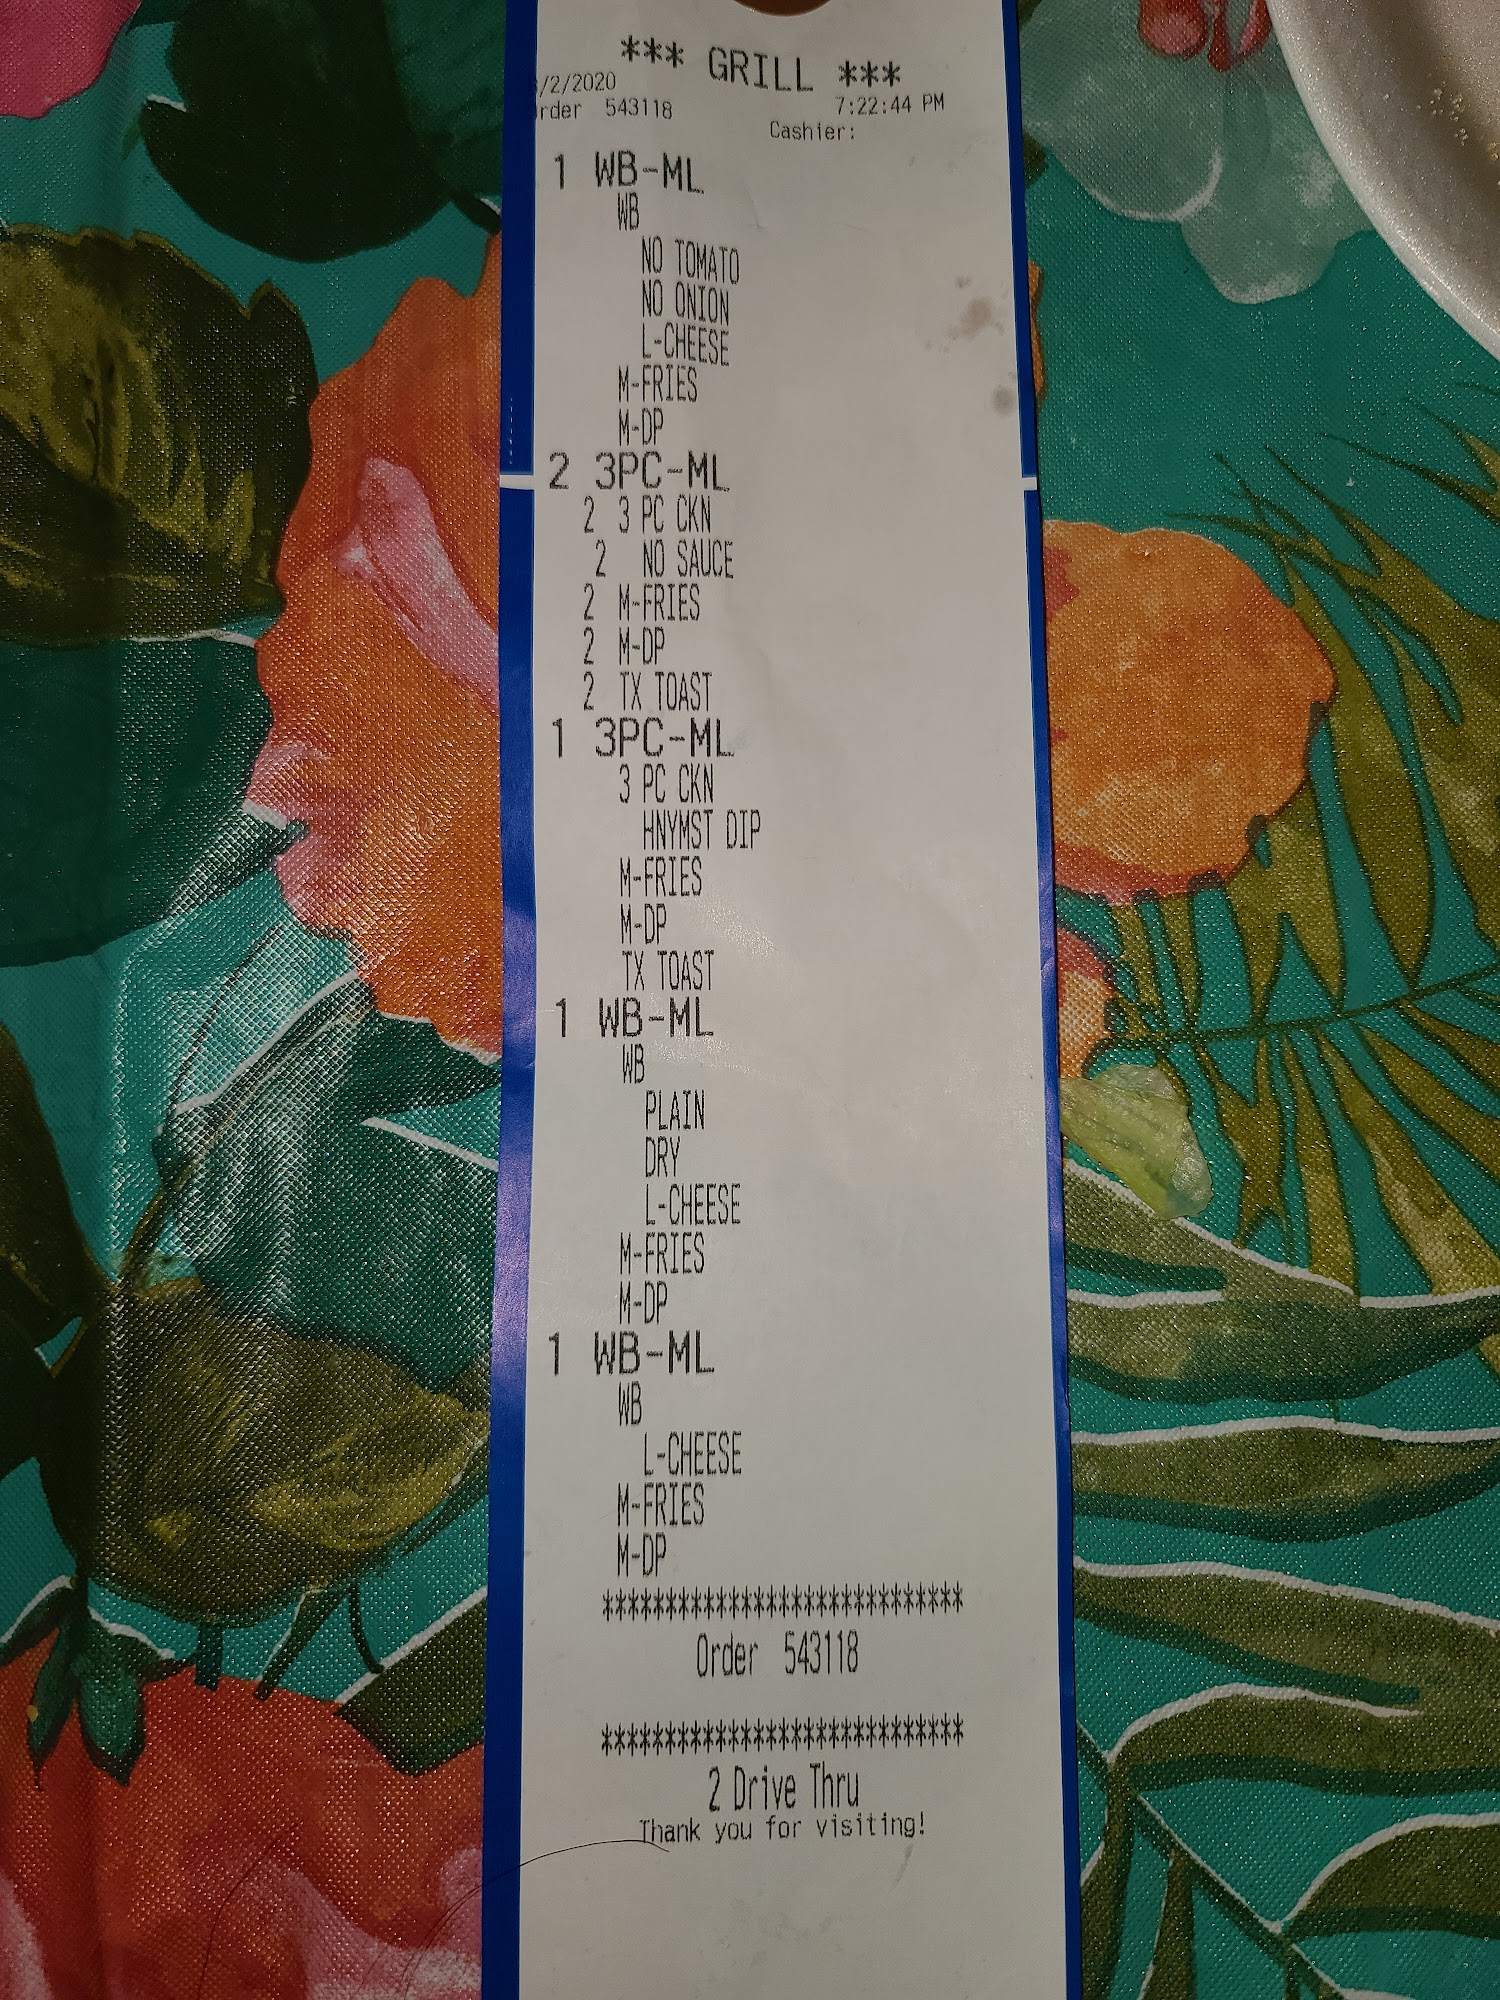 *** GRILL ***
/2/2020
rder 543118 7:22:44 PM
Cashier:
1 WB-ML
WB
NO TOMATO
NO ONION
L-CHEESE
M-FRIES
M-DP
2 3PC-ML
2 3 PC CKN
2 NO SAUCE
2 M-FRIES
2 M-DP
2 TX TOAST
1 3PC-ML
3 PC CKN
HNYMST DIP
M-FRIES
M-DP
TX TOAST
1 WB-ML
WB
PLAIN
DRY
L-CHEESE
M-FRIES
M-DP
1 WB-ML
WB
L-CHEESE
M-FRIES
M-DP
*****************************
Order 543118
*****************************
2 Drive Thru
Thank you for visiting!